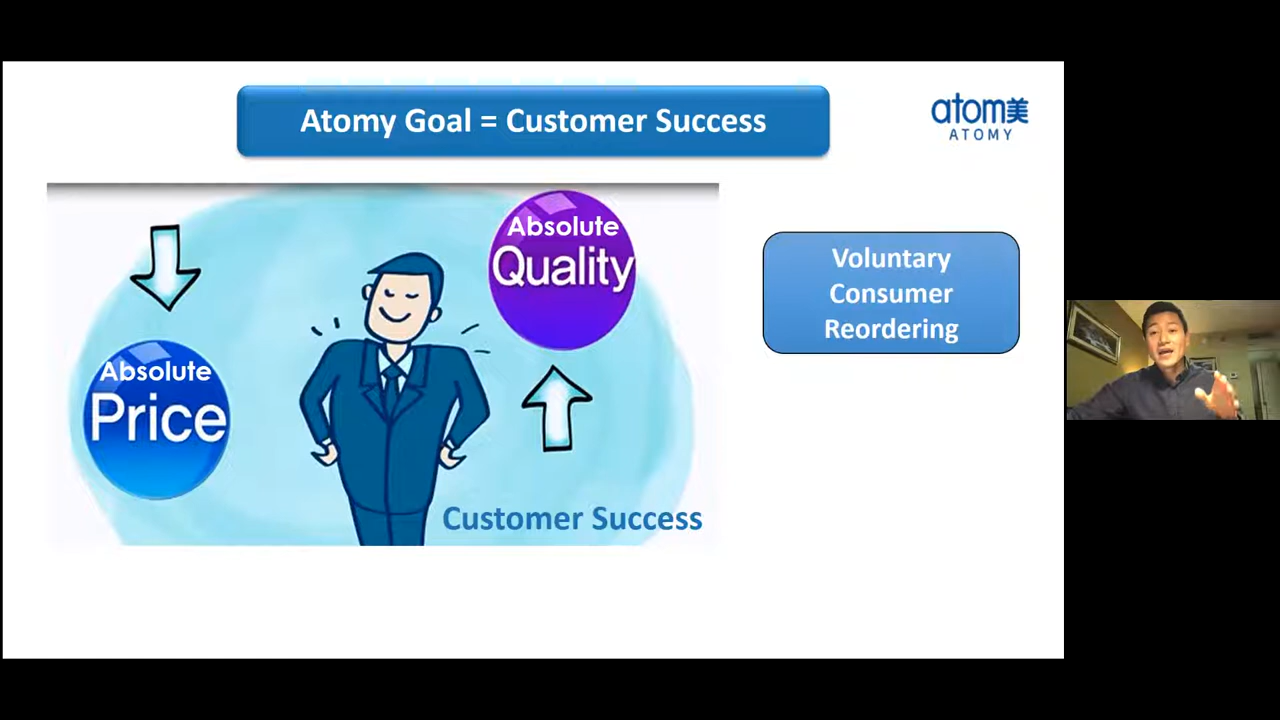 Atomy Goal = Customer Success
atom美
ATOMY
Absolute
Quality
Absolute
Price
Voluntary
Consumer
Reordering
Customer Success